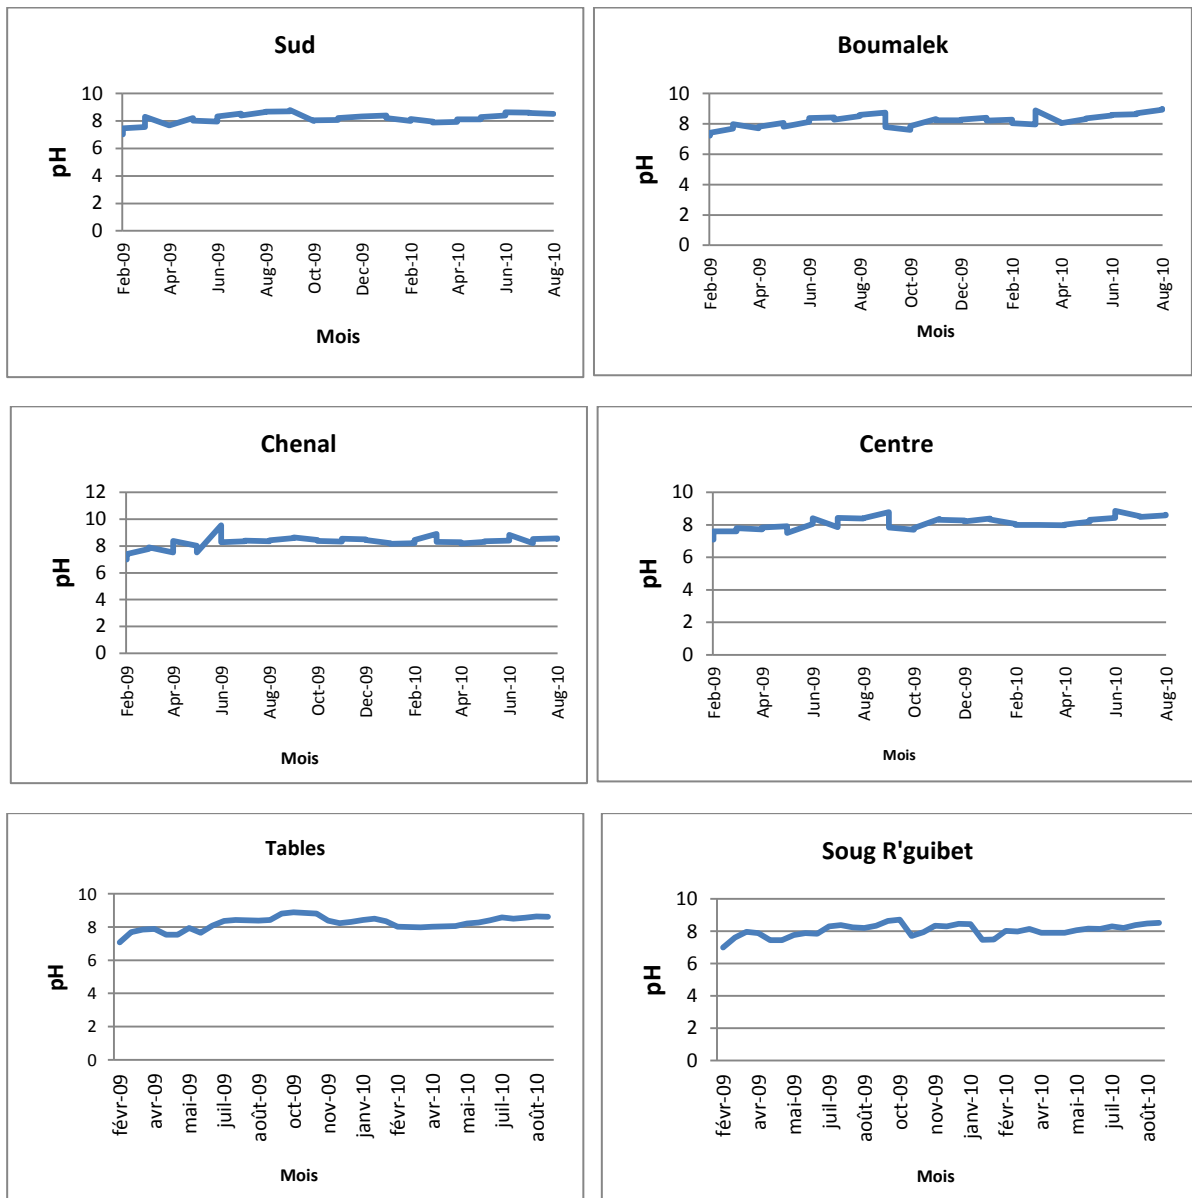 Sud
pH
10
8
6
4
2
0
Feb-09
Apr-09
Jun-09
Aug-09
Oct-09
Dec-09
Feb-10
Apr-10
Jun-10
Aug-10
Mois
Boumalek
pH
10
8
6
4
2
0
Feb-09
Apr-09
Jun-09
Aug-09
Oct-09
Dec-09
Feb-10
Apr-10
Jun-10
Aug-10
Mois
Chenal
pH
12
10
8
6
4
2
0
Feb-09
Apr-09
Jun-09
Aug-09
Oct-09
Dec-09
Feb-10
Apr-10
Jun-10
Aug-10
Mois
Centre
pH
10
8
6
4
2
0
Feb-09
Apr-09
Jun-09
Aug-09
Oct-09
Dec-09
Feb-10
Apr-10
Jun-10
Aug-10
Mois
Tables
pH
10
8
6
4
2
0
févr-09
avr-09
mai-09
juil-09
août-09
oct-09
nov-09
janv-10
févr-10
avr-10
mai-10
juil-10
août-10
Mois
Soug R'guibet
pH
10
8
6
4
2
0
févr-09
avr-09
mai-09
juil-09
août-09
oct-09
nov-09
janv-10
févr-10
avr-10
mai-10
juil-10
août-10
Mois